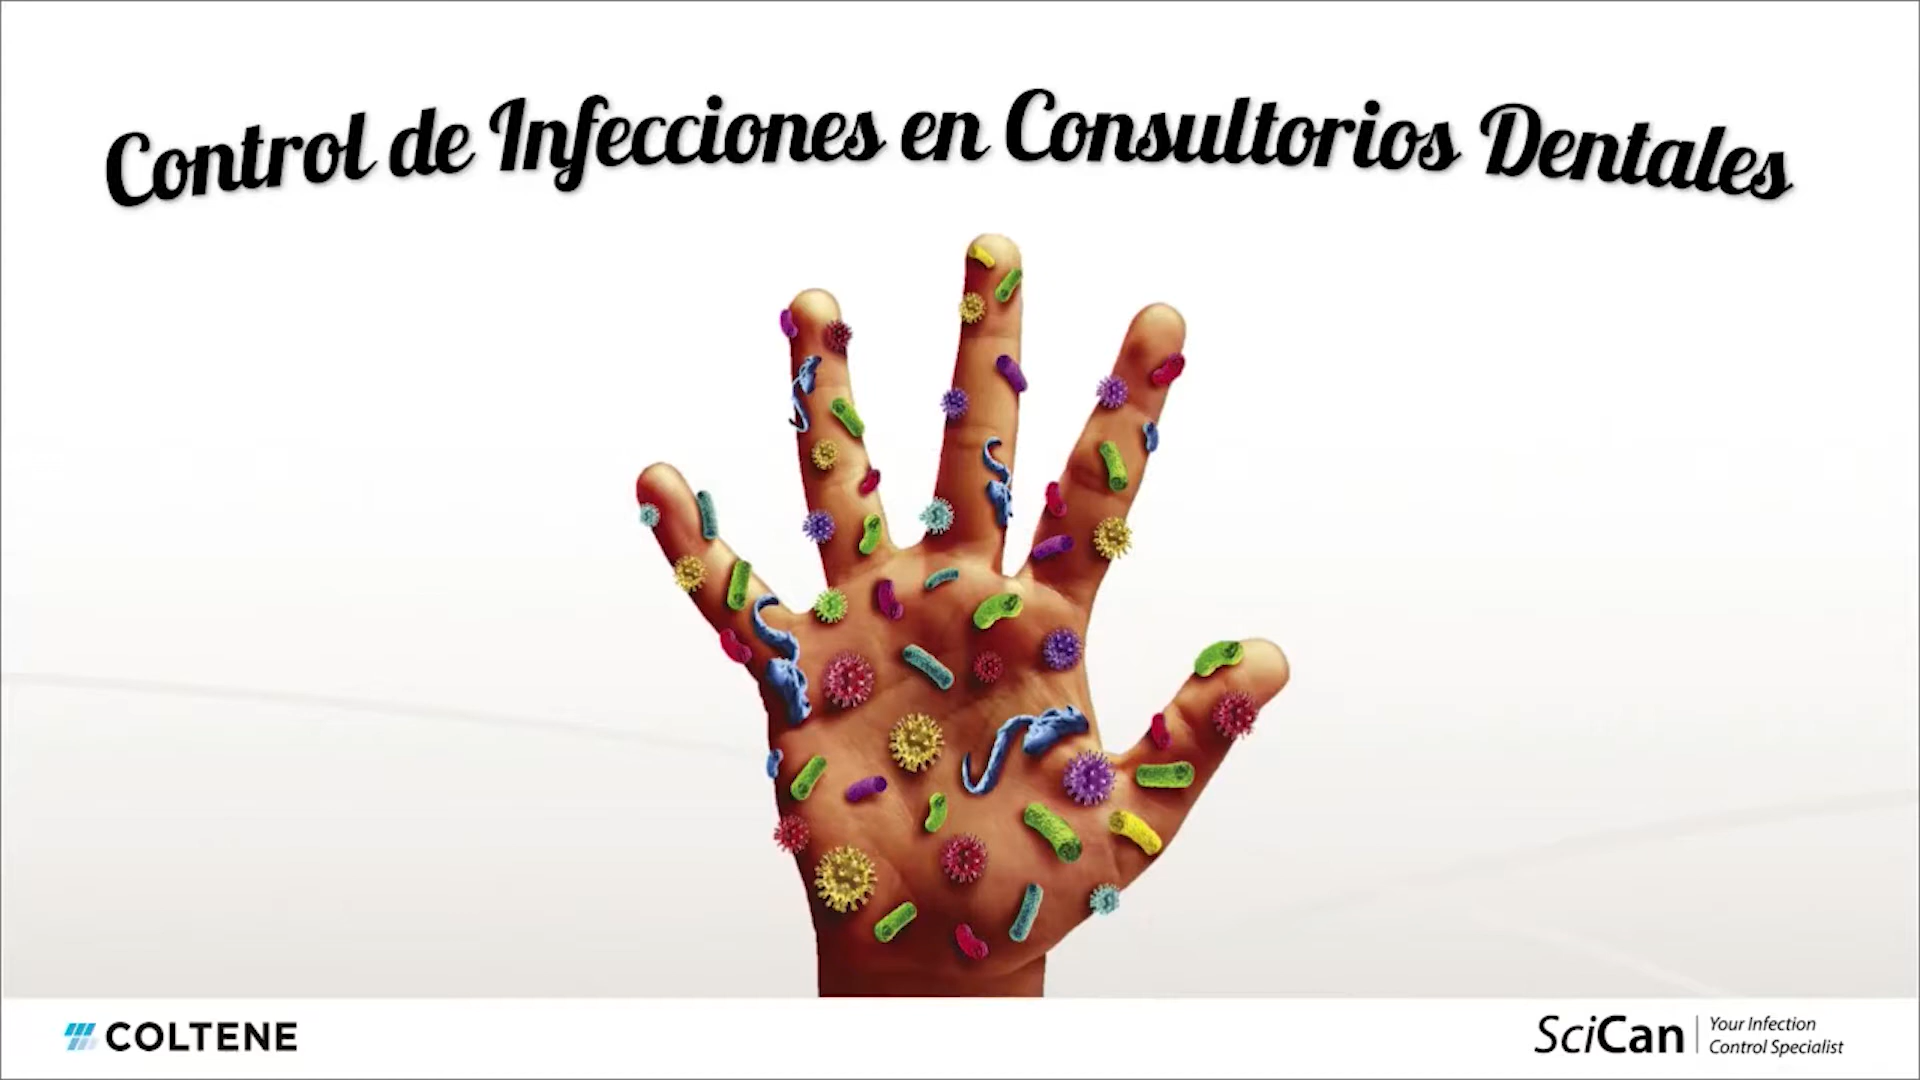 Control de Infecciones en Consultorios Dentales
COLTENE
SciCan
Your Infection
Control Specialist